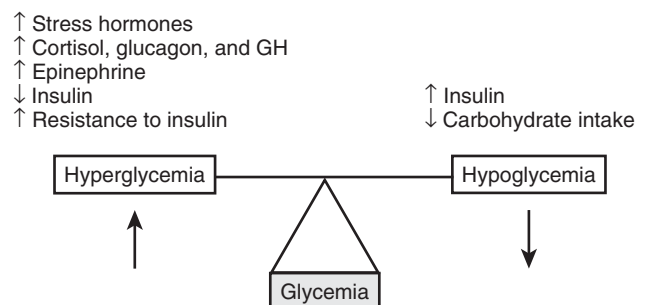 ↑ Stress hormones
↑ Cortisol, glucagon, and GH
↑ Epinephrine
↓ Insulin
↑ Resistance to insulin
↑ Insulin
↓ Carbohydrate intake
Hyperglycemia
Hypoglycemia
Glycemia